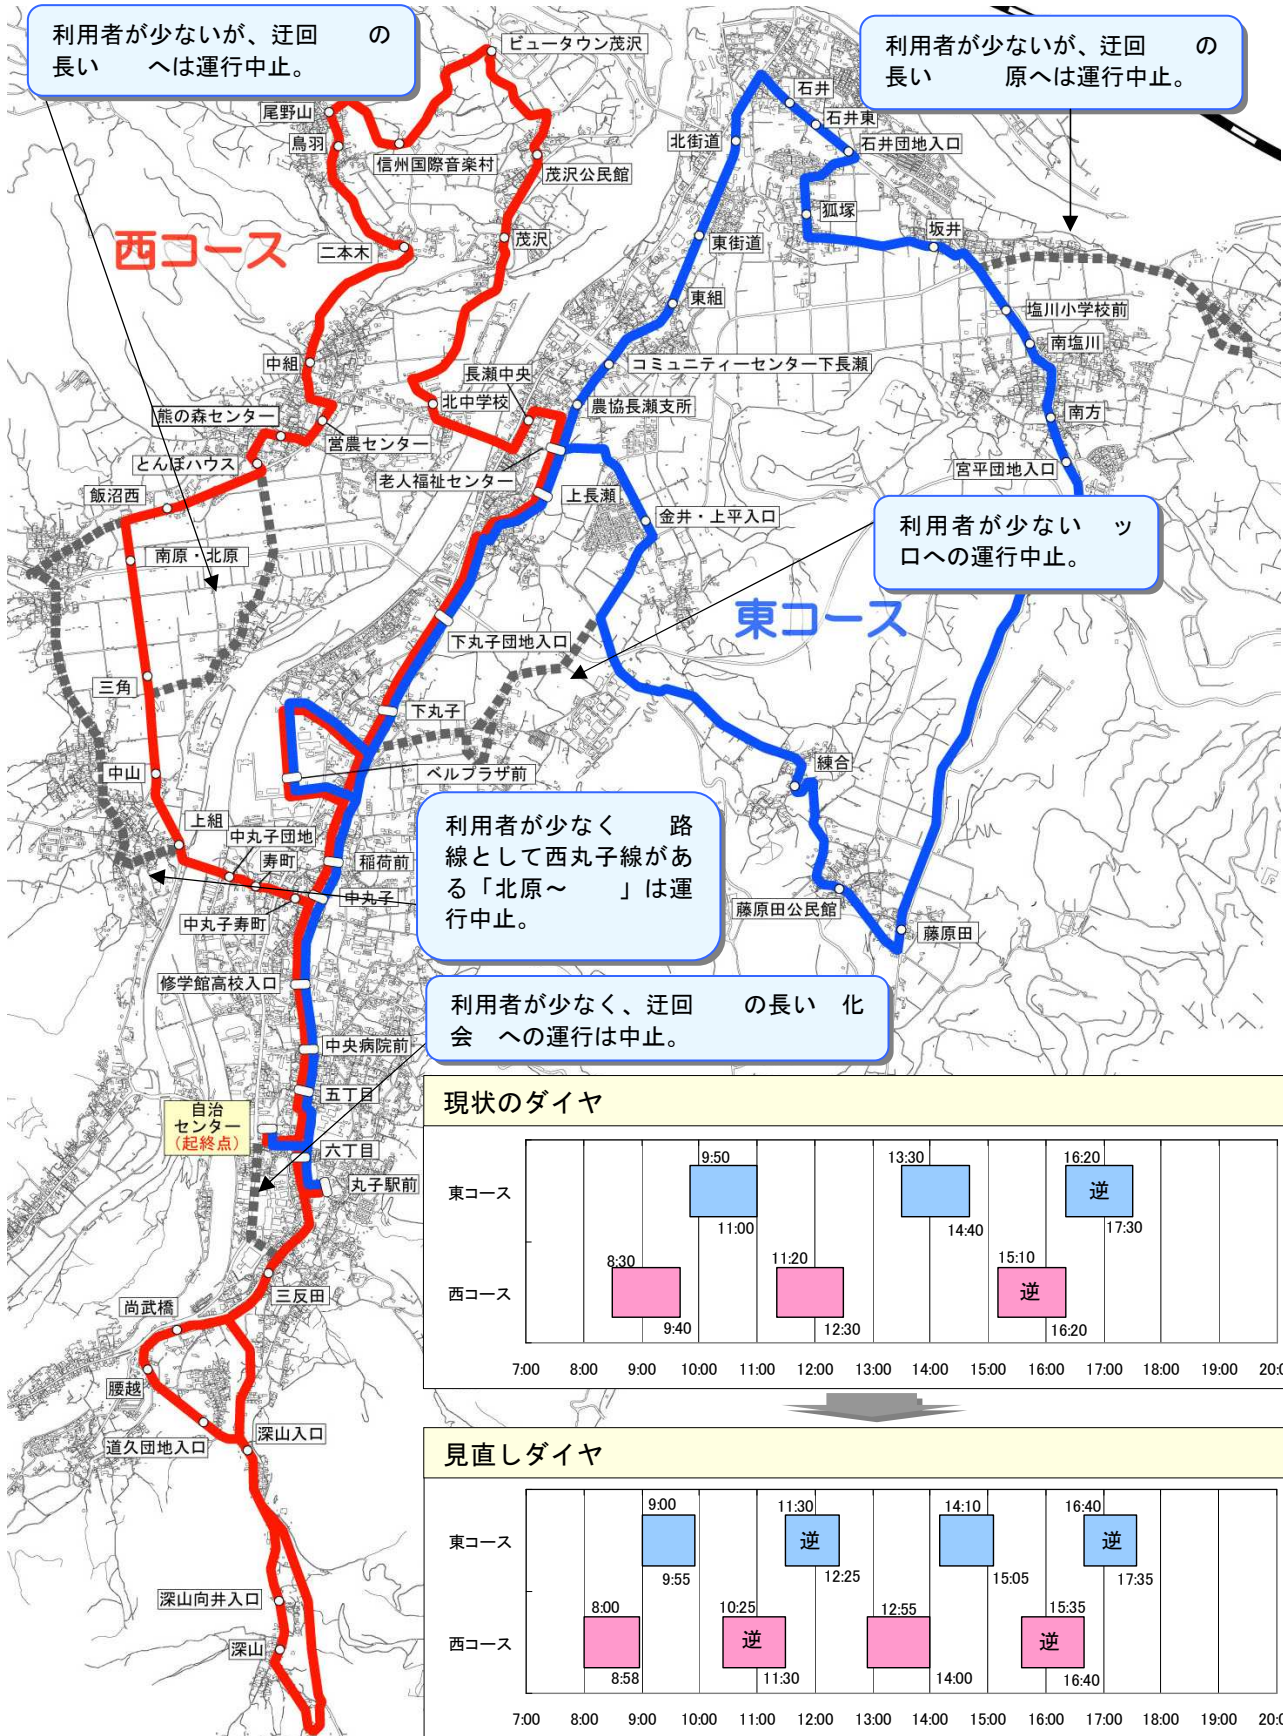 利用者が少ないが、迂回　　の
長い　　へは運行中止。
利用者が少ないが、迂回　　の
長い　　　原へは運行中止。
ビュータウン茂沢
尾野山
鳥羽
信州国際音楽村
茂沢公民館
茂沢
二本木
西コース
石井
石井東
石井団地入口
北街道
狐塚
坂井
東街道
東組
塩川小学校前
南塩川
コミュニティーセンター下長瀬
中組
長瀬中央
北中学校
農協長瀬支所
南方
熊の森センター
営農センター
とんぼハウス
老人福祉センター
宮平団地入口
飯沼西
上長瀬
金井・上平入口
利用者が少ない　ッ
ロへの運行中止。
南原・北原
東コース
下丸子団地入口
三角
下丸子
中山
ベルプラザ前
練合
上組
中丸子団地
寿町
稲荷前
中丸子
中丸子寿町
利用者が少なく　　路
線として西丸子線があ
る「北原～　　」は運
行中止。
藤原田公民館
藤原田
修学館高校入口
利用者が少なく、迂回　　の長い　化
会　への運行は中止。
中央病院前
五丁目
自治
センター
（起終点）
六丁目
丸子駅前
三反田
尚武橋
腰越
道久団地入口
深山入口
深山向井入口
深山
現状のダイヤ
東コース
9:50
11:00
13:30
14:40
16:20
逆
17:30
西コース
8:30
9:40
11:20
12:30
15:10
逆
16:20
7:00 8:00 9:00 10:00 11:00 12:00 13:00 14:00 15:00 16:00 17:00 18:00 19:00 20:0
見直しダイヤ
東コース
9:00
9:55
11:30
逆
12:25
14:10
15:05
16:40
逆
17:35
西コース
8:00
8:58
10:25
逆
11:30
12:55
14:00
15:35
逆
16:40
7:00 8:00 9:00 10:00 11:00 12:00 13:00 14:00 15:00 16:00 17:00 18:00 19:00 20:0